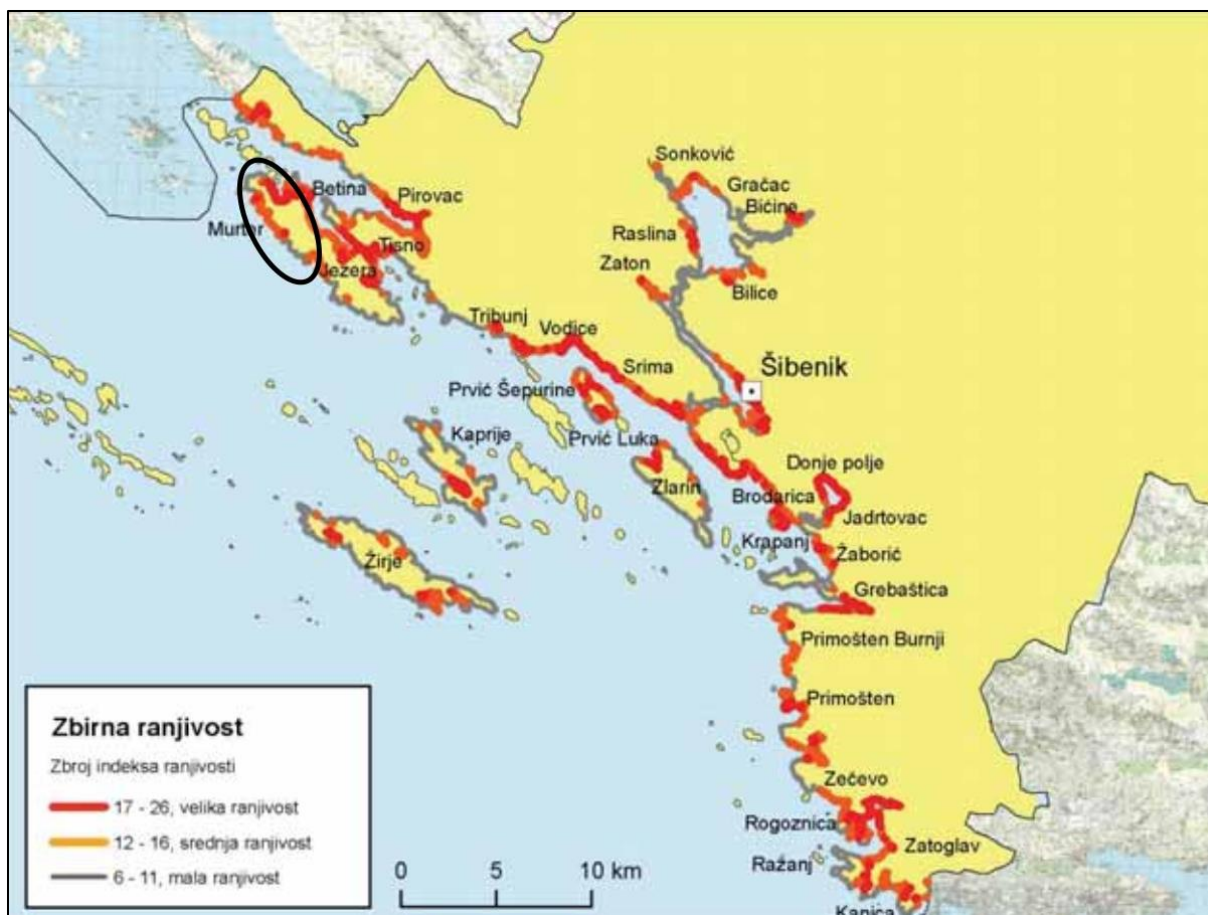 Sonković
Gračac
Bićine
Betina
Pirovac
Murter
Raslina
Tisno
Zaton
Jezera
Bilice
Tribunj
Vodice
Srima
Šibenik
Prvić Šepurine
Kaprije
Prvić Luka
Donje polje
Zlarin
Brodarica
Jadrtovac
Krapanj
Žaborić
Žirje
Grebaštica
Primošten Burnji
Primošten
Zečevo
Rogoznica
Zatoglav
Ražanj
Kanica
Zbirna ranjivost
Zbroj indeksa ranjivosti
17 - 26, velika ranjivost
12 - 16, srednja ranjivost
6 - 11, mala ranjivost
0 5 10 km